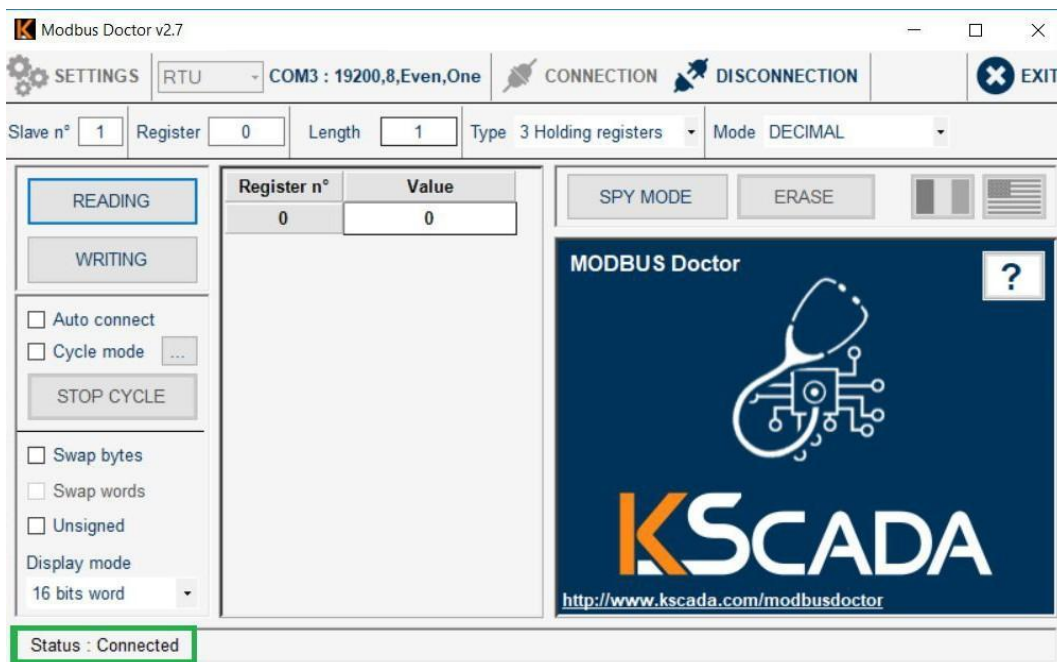 Modbus Doctor v2.7
SETTINGS RTU COM3 : 19200,8,Even,One CONNECTION DISCONNECTION EXIT
Slave n° 1 Register 0 Length 1 Type 3 Holding registers Mode DECIMAL
READING
WRITING
Auto connect
Cycle mode ...
STOP CYCLE
Swap bytes
Swap words
Unsigned
Display mode
16 bits word
Register n° Value
0 0
SPY MODE ERASE
MODBUS Doctor ?
KSCADA
http://www.kscada.com/modbusdoctor
Status : Connected